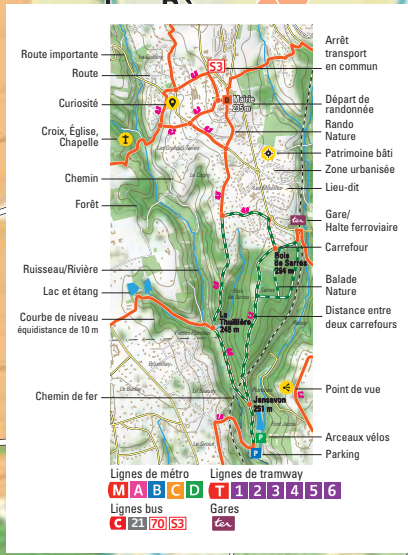 Route importante
Route
Curiosité
Croix, Église,
Chapelle
Chemin
Forêt
Ruisseau/Rivière
Lac et étang
Courbe de niveau
équidistance de 10 m
Chemin de fer
S3
Mairie
Bois
de Serres
294 m
La
Thuillière
245 m
Jansavon
251 m
ter
P
P
Arrêt
transport
en commun
Départ de
randonnée
Rando
Nature
Patrimoine bâti
Zone urbanisée
Lieu-dit
Gare/
Halte ferroviaire
Carrefour
Balade
Nature
Distance entre
deux carrefours
Point de vue
Arceaux vélos
Parking
Lignes de métro
M A B C D
Lignes de tramway
T 1 2 3 4 5 6
Lignes bus
C 21 70 S3
Gares
ter